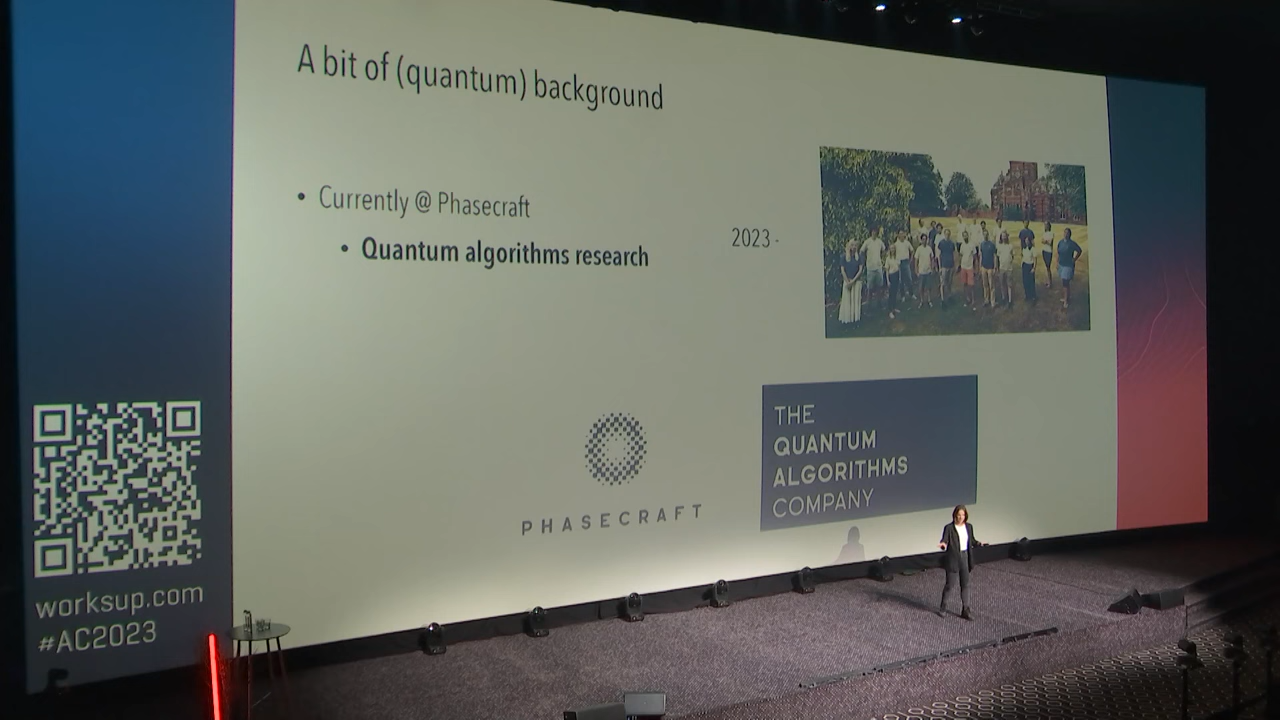 A bit of (quantum) background
• Currently @ Phasecraft
• Quantum algorithms research
2023 -
PHASECRAFT
THE
QUANTUM
ALGORITHMS
COMPANY
worksup.com
#AC2023